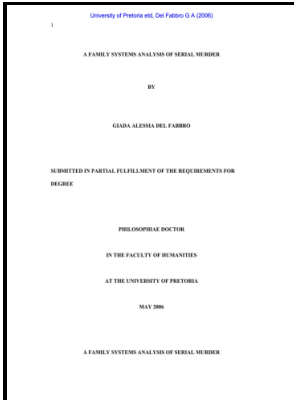 University of Pretoria etd, Del Fabbro G A (2006)
1
A FAMILY SYSTEMS ANALYSIS OF SERIAL MURDER
BY
GIADA ALESSIA DEL FABBRO
SUBMITTED IN PARTIAL FULFILLMENT OF THE REQUIREMENTS FOR
DEGREE
PHILOSOPHIAE DOCTOR
IN THE FACULTY OF HUMANITIES
AT THE UNIVERSITY OF PRETORIA
MAY 2006
A FAMILY SYSTEMS ANALYSIS OF SERIAL MURDER